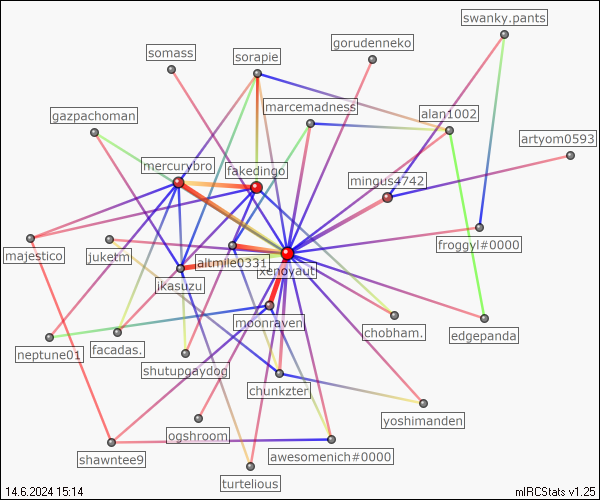 swanky.pants
gorudenneko
somass
sorapie
marcemadness
gazpachoman
alan1002
artyom0593
mercurybro
fakedingo
mingus4742
majestico
juketm
altmile0331
froggyl#0000
xenoyaut
ikasuzu
moonraven
chobham.
edgepanda
neptune01
facadas.
shutupgaydog
chunkzter
yoshimanden
ogshroom
shawntee9
awesomenich#0000
turtelious
14.6.2024 15:14
mIRCStats v1.25